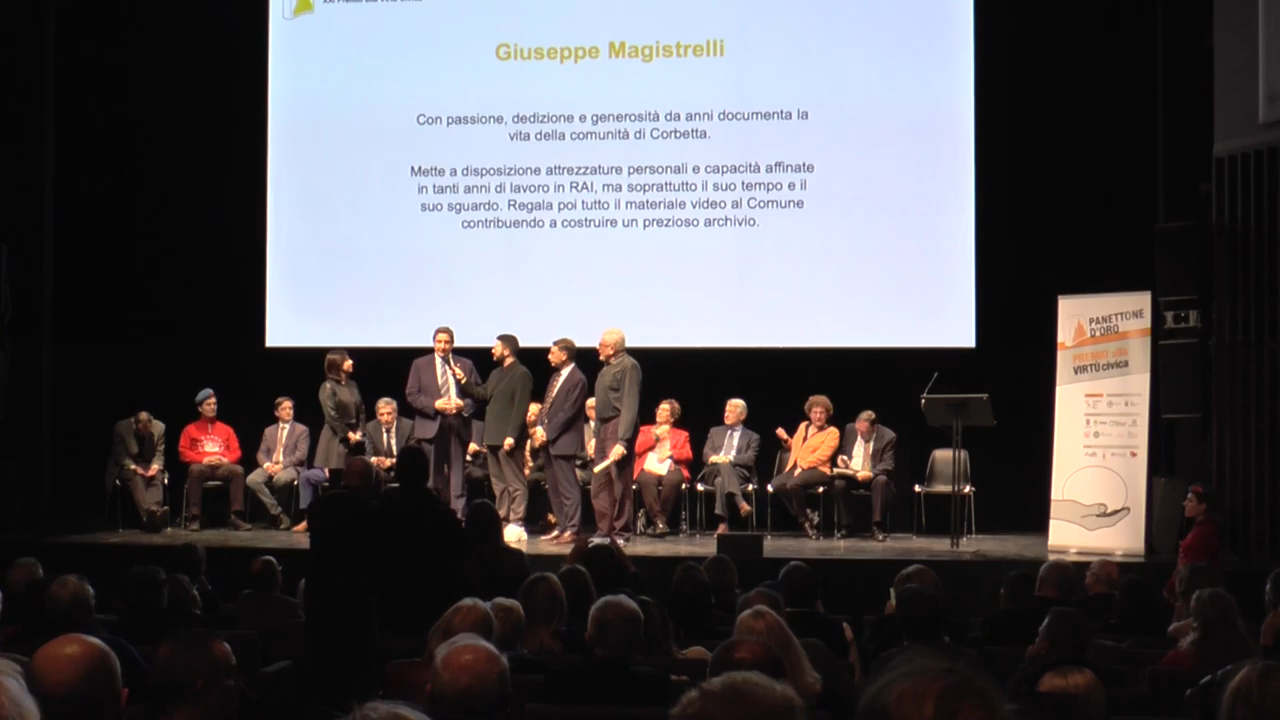 Giuseppe Magistrelli
Con passione, dedizione e generosità da anni documenta la
vita della comunità di Corbetta.
Mette a disposizione attrezzature personali e capacità affinate
in tanti anni di lavoro in RAI, ma soprattutto il suo tempo e il
suo sguardo. Regala poi tutto il materiale video al Comune
contribuendo a costruire un prezioso archivio.
PANETTONE
D'ORO
PREMIO alla
VIRTÙ civica